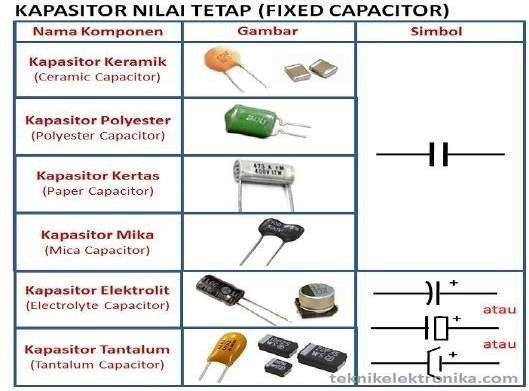 KAPASITOR NILAI TETAP (FIXED CAPACITOR)
Nama Komponen
Gambar
Simbol
Kapasitor Keramik
(Ceramic Capacitor)
Kapasitor Polyester
(Polyester Capacitor)
Kapasitor Kertas
(Paper Capacitor)
Kapasitor Mika
(Mica Capacitor)
Kapasitor Elektrolit
(Electrolyte Capacitor)
+
atau
+
atau
+
Kapasitor Tantalum
(Tantalum Capacitor)
teknikelektronika.com